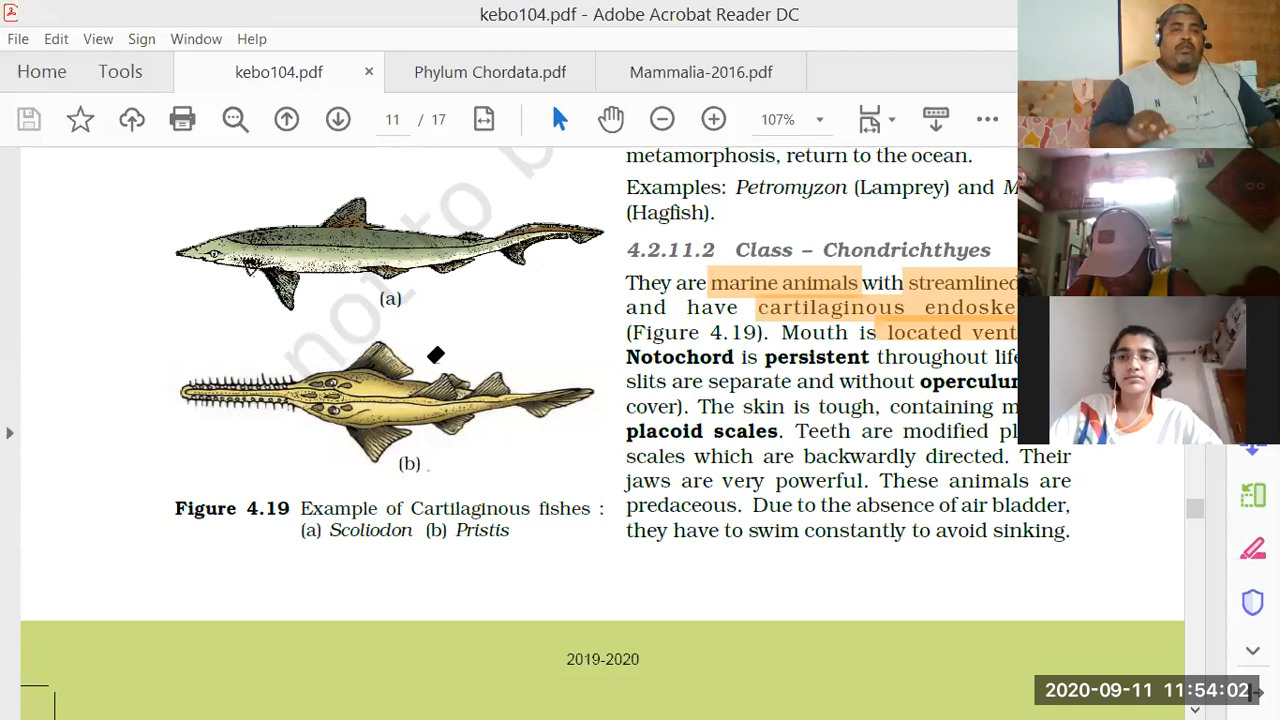 kebo104.pdf - Adobe Acrobat Reader DC
File Edit View Sign Window Help
Home Tools kebo104.pdf × Phylum Chordata.pdf Mammalia-2016.pdf
11 / 17 107%
metamorphosis, return to the ocean.
Examples: Petromyzon (Lamprey) and M
(Hagfish).
4.2.11.2 Class – Chondrichthyes
They are marine animals with streamlined
and have cartilaginous endoske
(Figure 4.19). Mouth is located vent
Notochord is persistent throughout life
slits are separate and without operculum
cover). The skin is tough, containing m
placoid scales. Teeth are modified pl
scales which are backwardly directed. Their
jaws are very powerful. These animals are
predaceous. Due to the absence of air bladder,
they have to swim constantly to avoid sinking.
not to b
(a)
(b)
Figure 4.19 Example of Cartilaginous fishes :
(a) Scoliodon (b) Pristis
2019-2020
N Y
2020-09-11 11:54:02